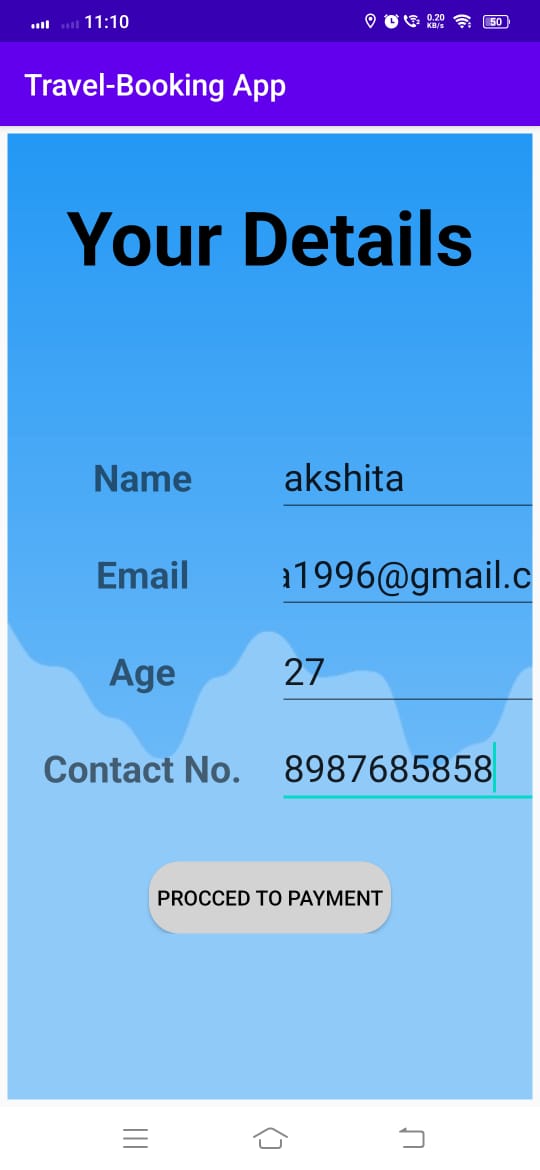 11:10 0.20 KB/s 50
Travel-Booking App
Your Details
Name akshita
Email a1996@gmail.c
Age 27
Contact No. 8987685858
PROCCED TO PAYMENT